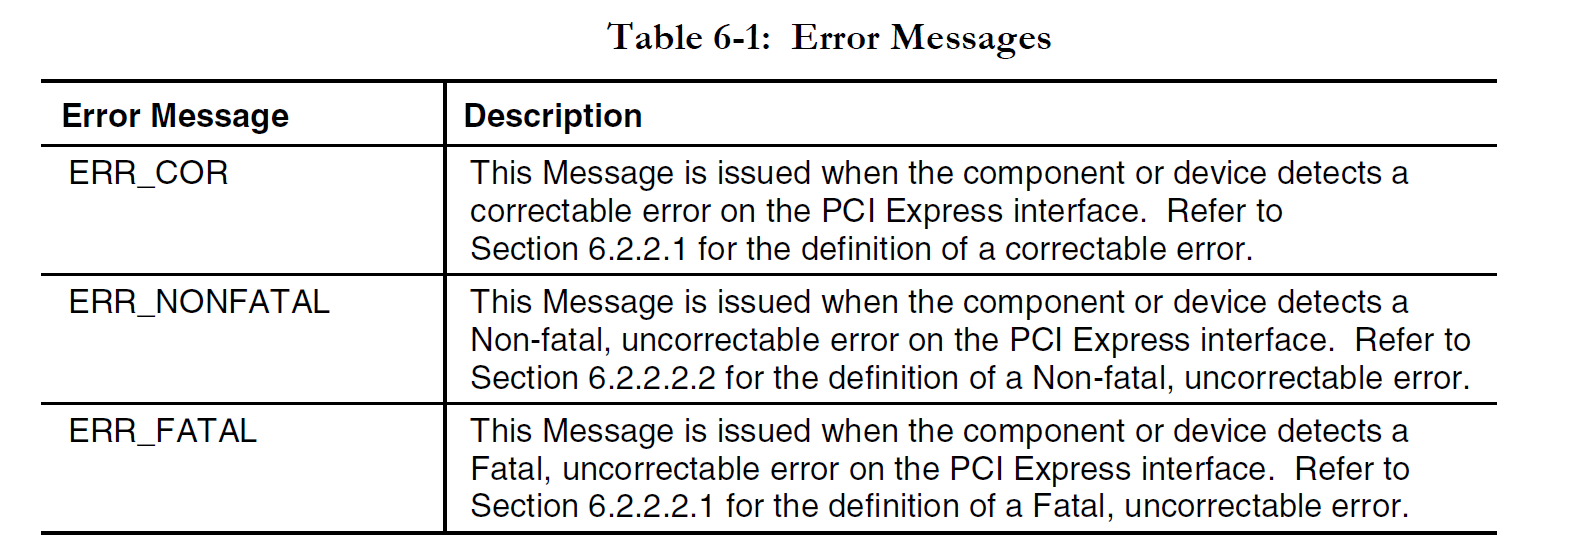 Table 6-1:  Error Messages
Error Message
Description
ERR_COR
This Message is issued when the component or device detects a
correctable error on the PCI Express interface.  Refer to
Section 6.2.2.1 for the definition of a correctable error.
ERR_NONFATAL
This Message is issued when the component or device detects a
Non-fatal, uncorrectable error on the PCI Express interface.  Refer to
Section 6.2.2.2.2 for the definition of a Non-fatal, uncorrectable error.
ERR_FATAL
This Message is issued when the component or device detects a
Fatal, uncorrectable error on the PCI Express interface.  Refer to
Section 6.2.2.2.1 for the definition of a Fatal, uncorrectable error.